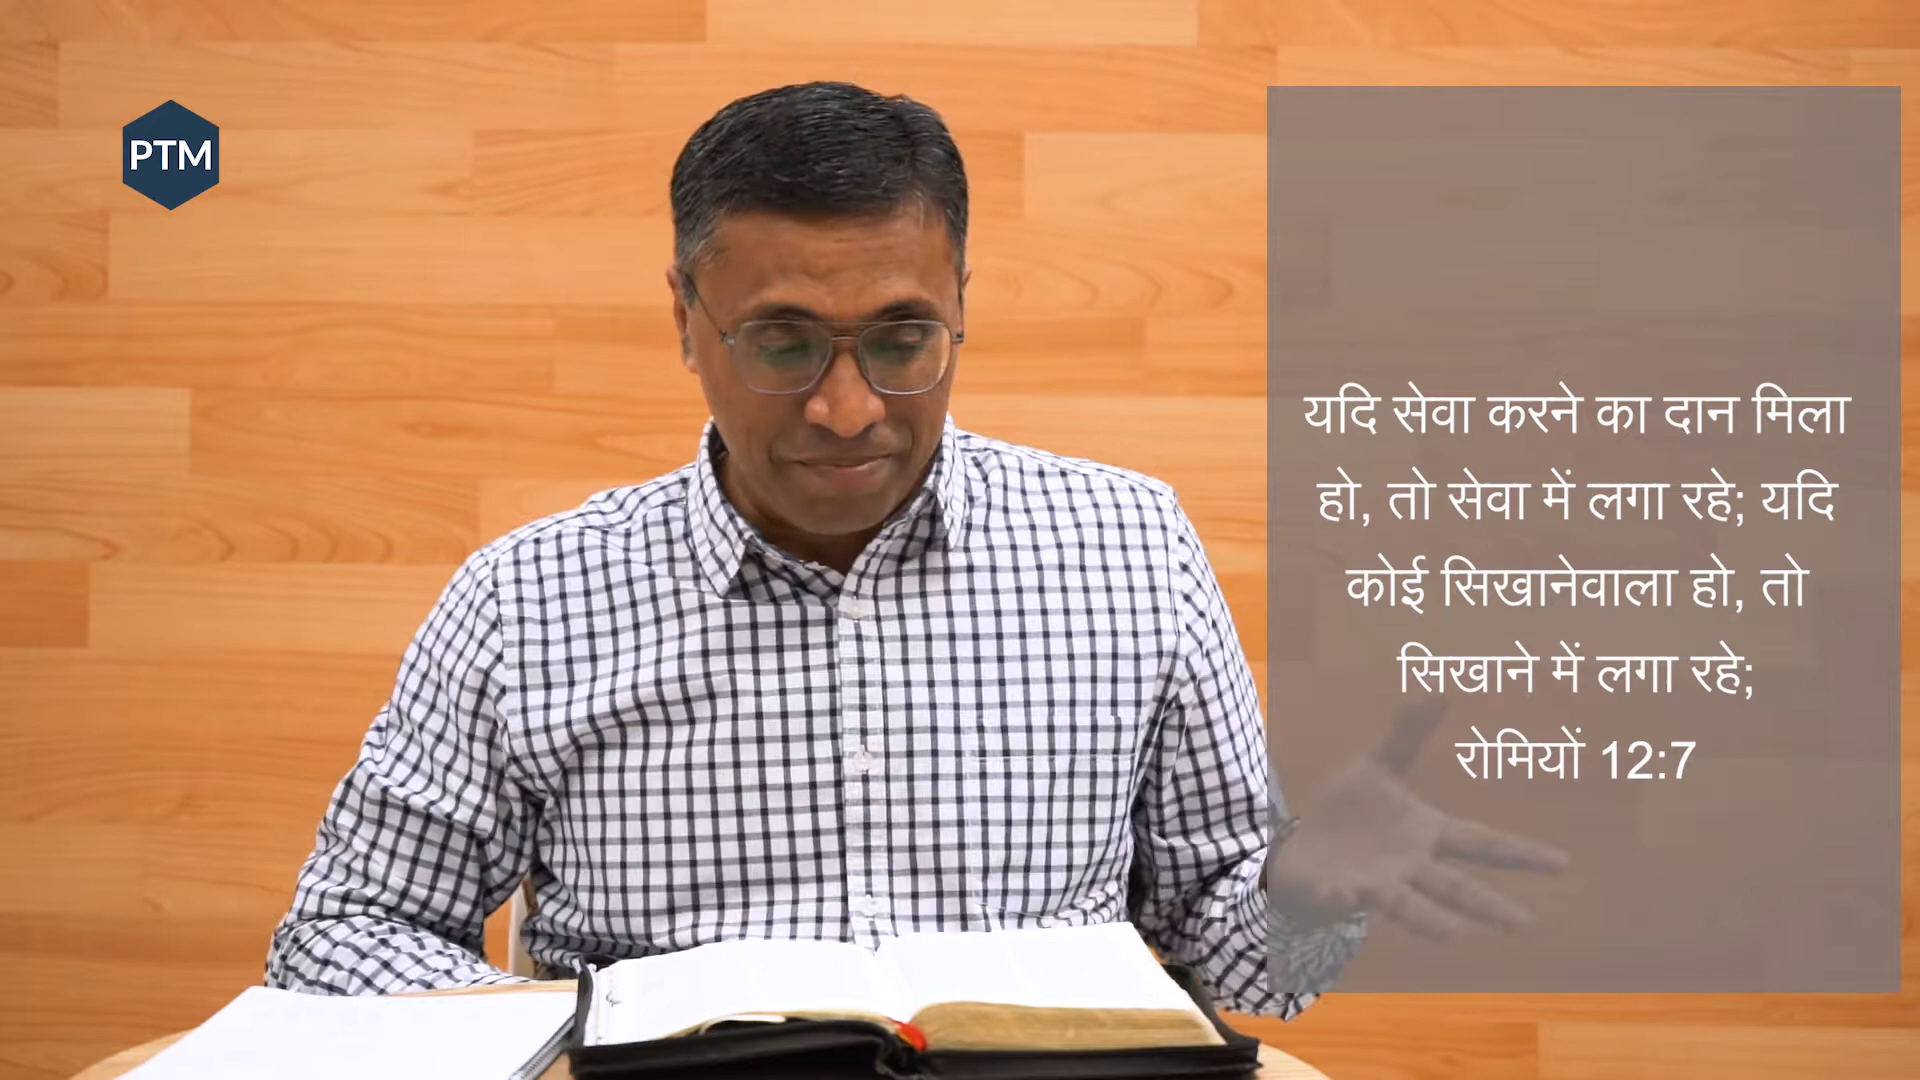 PTM
यदि सेवा करने का दान मिला
हो, तो सेवा में लगा रहे; यदि
कोई सिखानेवाला हो, तो
सिखाने में लगा रहे;
रोमियों 12:7